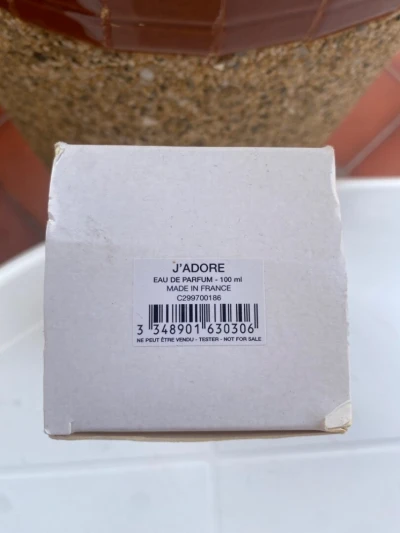 J'ADORE
EAU DE PARFUM - 100 ml
MADE IN FRANCE
C299700186
3 348901 630306
NE PEUT ÊTRE VENDU - TESTER - NOT FOR SALE